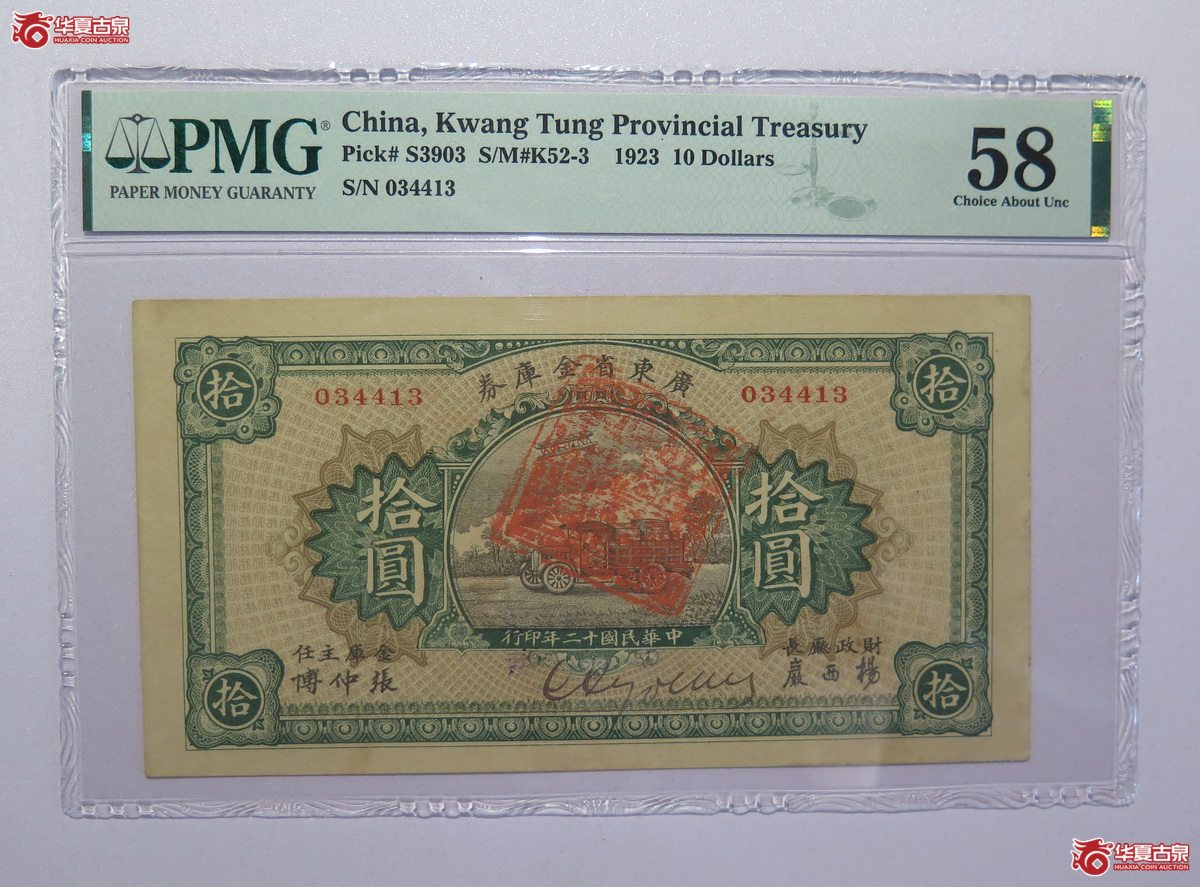 华夏古泉
HUAXIA COIN AUCTION
PMG®
PAPER MONEY GUARANTY
China, Kwang Tung Provincial Treasury
Pick# S3903 S/M#K52-3 1923 10 Dollars
S/N 034413
58
Choice About Unc
券庫金省東廣
拾
034413
034413
拾
拾圓
拾圓
行印年二十國民華中
任主庫金
博仲張
長廳政財
巖西楊
拾
拾
华夏古泉
HUAXIA COIN AUCTION